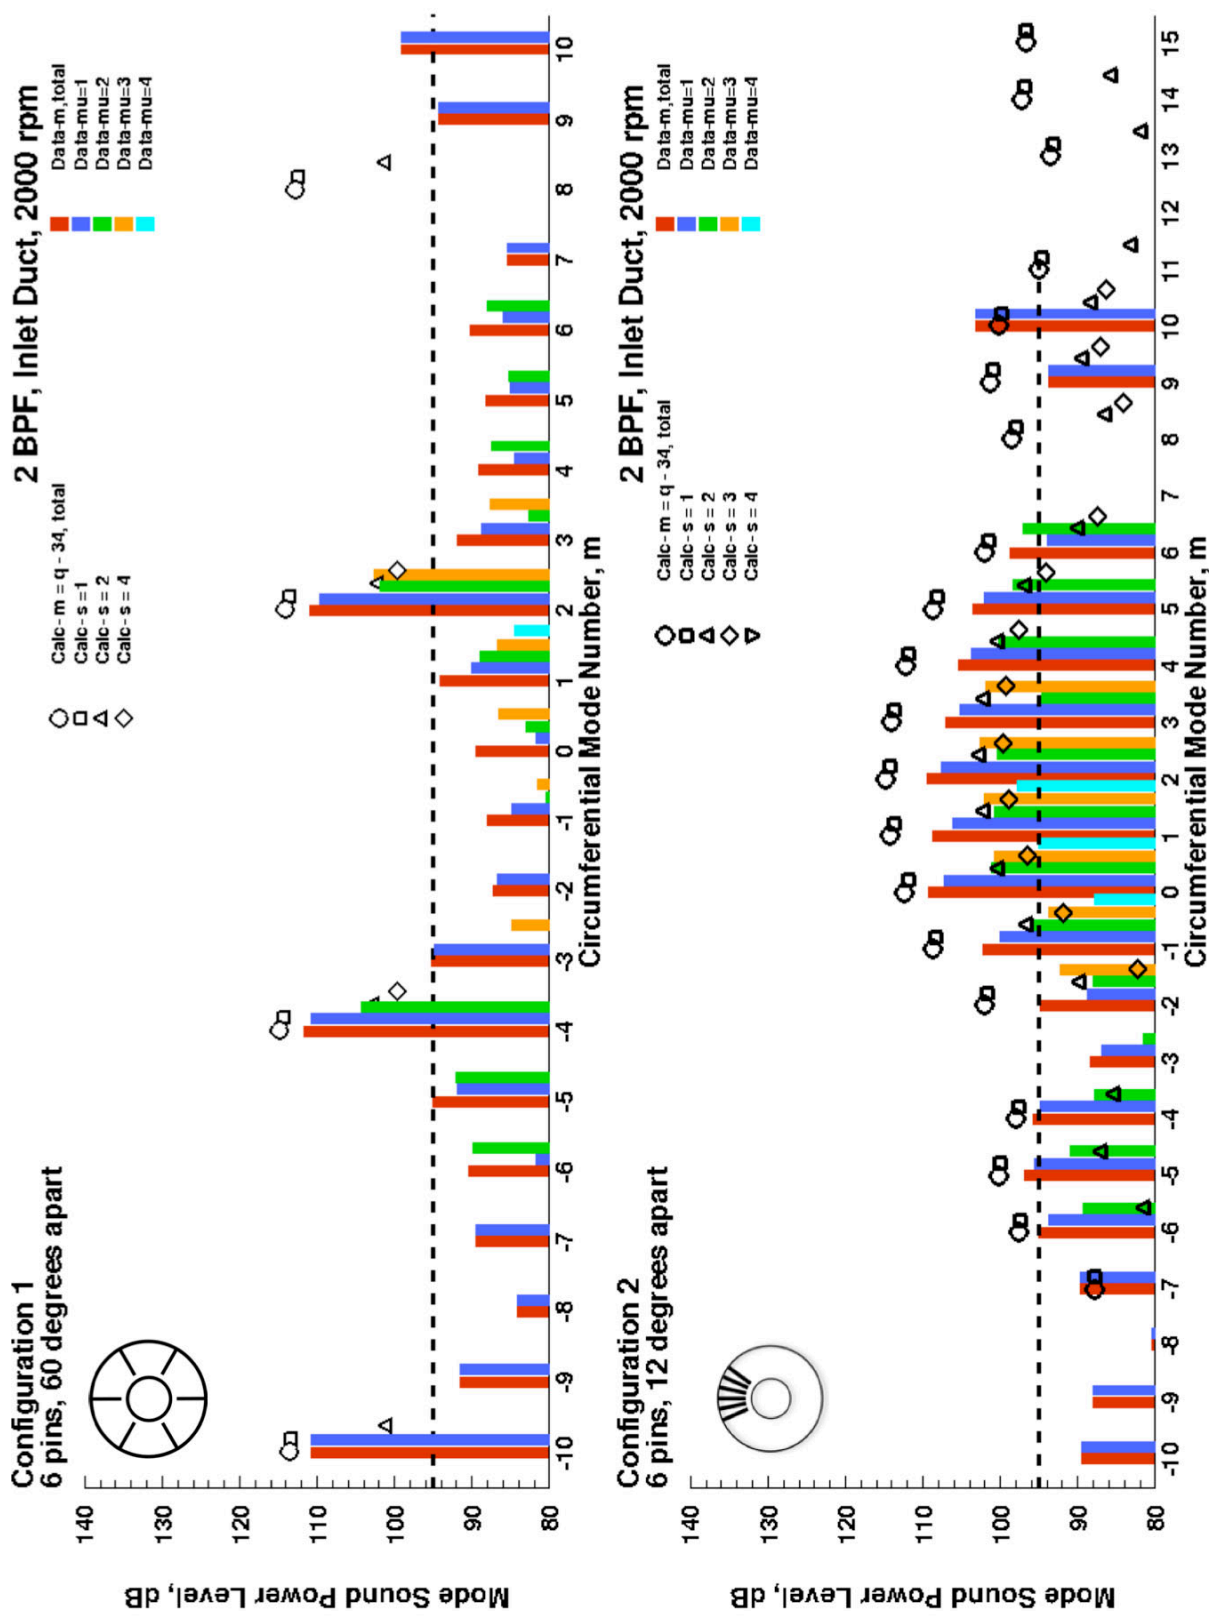 Configuration 1
6 pins, 60 degrees apart
2 BPF, Inlet Duct, 2000 rpm
Calc- m = q - 34, total
Calc- s = 1
Calc- s = 2
Calc- s = 4
Data-m,total
Data-mu=1
Data-mu=2
Data-mu=3
Data-mu=4
Mode Sound Power Level, dB
140
130
120
110
100
90
80
-10 -9 -8 -7 -6 -5 -4 -3 -2 -1 0 1 2 3 4 5 6 7 8 9 10
Circumferential Mode Number, m
Configuration 2
6 pins, 12 degrees apart
2 BPF, Inlet Duct, 2000 rpm
Calc- m = q - 34, total
Calc- s = 1
Calc- s = 2
Calc- s = 3
Calc- s = 4
Data-m,total
Data-mu=1
Data-mu=2
Data-mu=3
Data-mu=4
Mode Sound Power Level, dB
140
130
120
110
100
90
80
-10 -9 -8 -7 -6 -5 -4 -3 -2 -1 0 1 2 3 4 5 6 7 8 9 10 11 12 13 14 15
Circumferential Mode Number, m